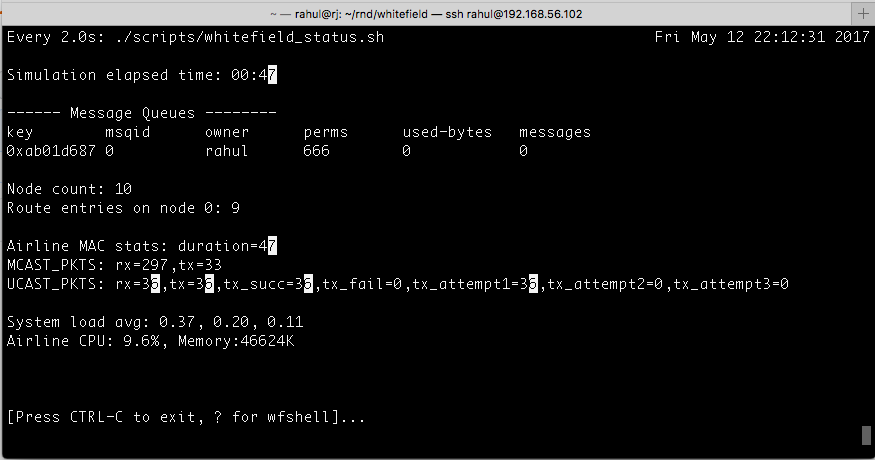 ~ — rahul@rj: ~/rnd/whitefield — ssh rahul@192.168.56.102
Every 2.0s: ./scripts/whitefield_status.sh Fri May 12 22:12:31 2017
Simulation elapsed time: 00:47
------ Message Queues --------
key msqid owner perms used-bytes messages
0xab01d687 0 rahul 666 0 0
Node count: 10
Route entries on node 0: 9
Airline MAC stats: duration=47
MCAST_PKTS: rx=297,tx=33
UCAST_PKTS: rx=36,tx=36,tx_succ=36,tx_fail=0,tx_attempt1=36,tx_attempt2=0,tx_attempt3=0
System load avg: 0.37, 0.20, 0.11
Airline CPU: 9.6%, Memory:46624K
[Press CTRL-C to exit, ? for wfshell]...